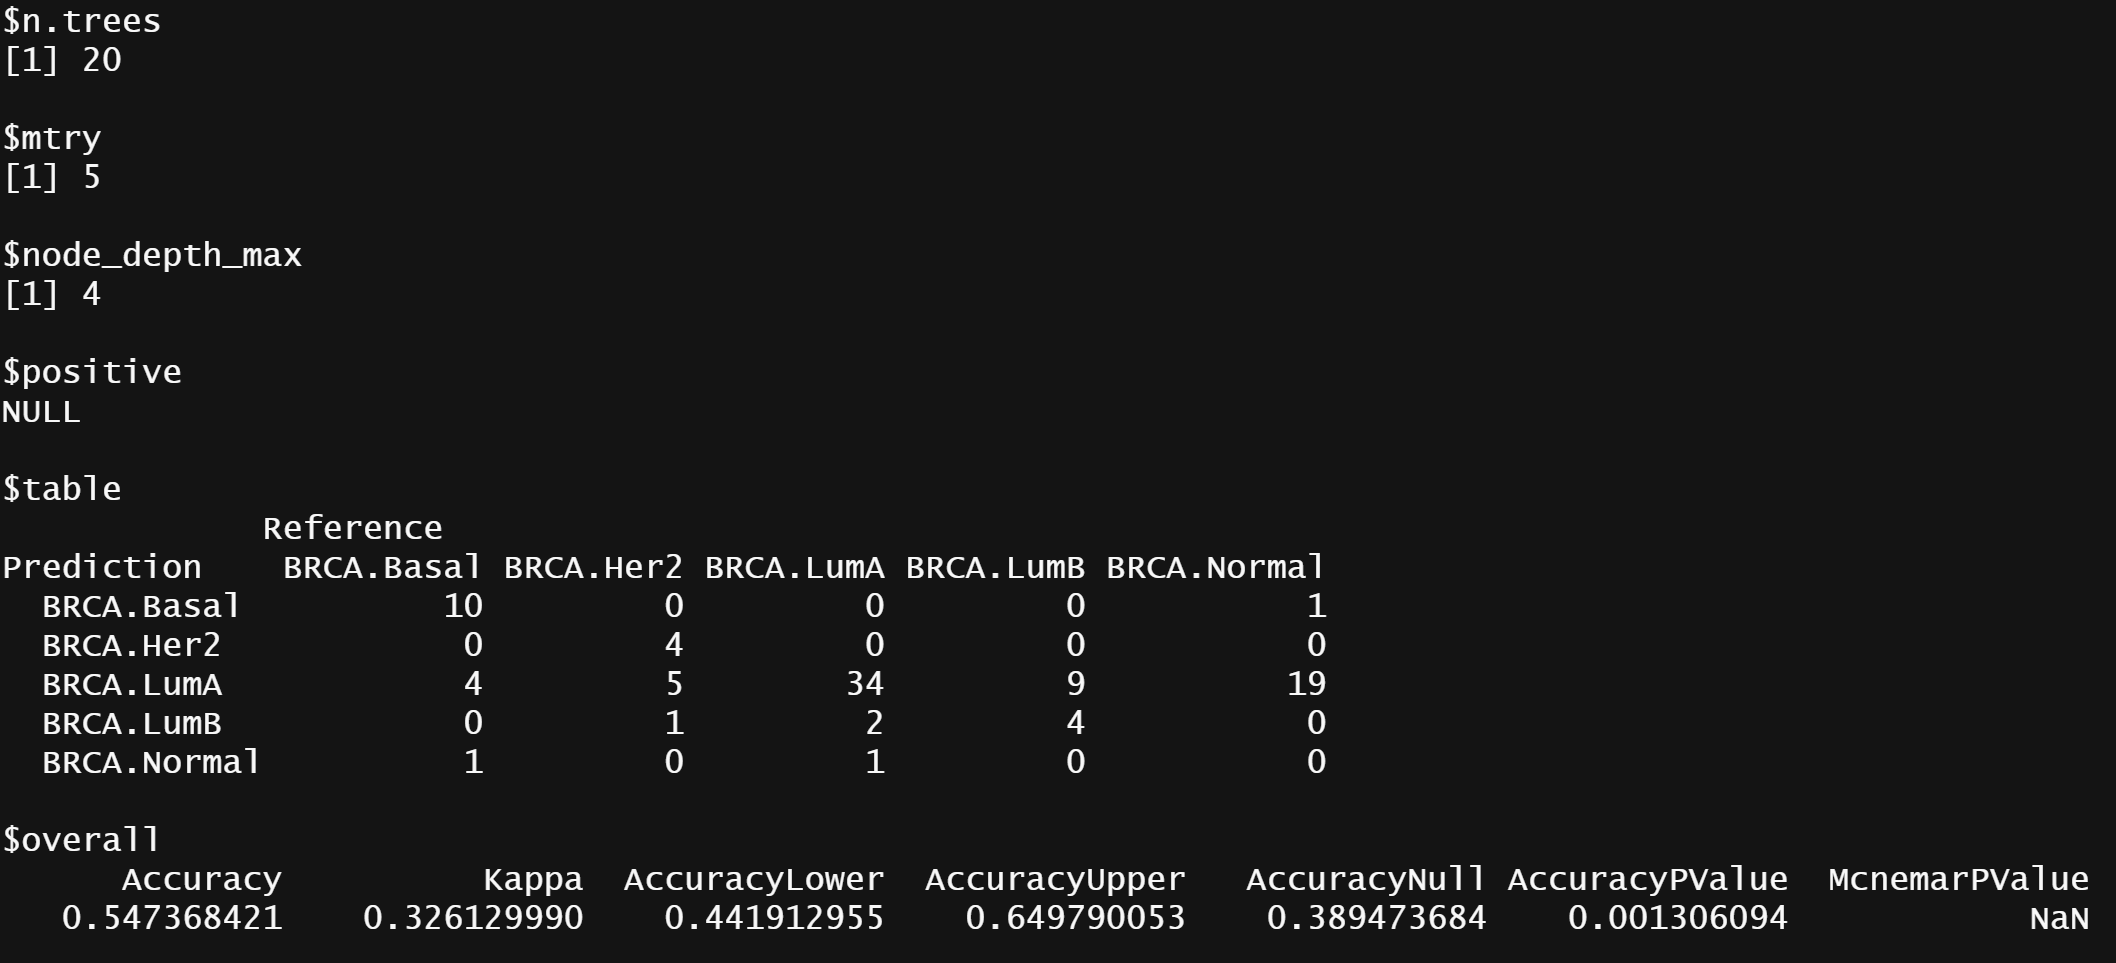 $n.trees
[1] 20
$mtry
[1] 5
$node_depth_max
[1] 4
$positive
NULL
$table
Reference
Prediction BRCA.Basal BRCA.Her2 BRCA.LumA BRCA.LumB BRCA.Normal
BRCA.Basal 10 0 0 0 1
BRCA.Her2 0 4 0 0 0
BRCA.LumA 4 5 34 9 19
BRCA.LumB 0 1 2 4 0
BRCA.Normal 1 0 1 0 0
$overall
Accuracy Kappa AccuracyLower AccuracyUpper AccuracyNull AccuracyPValue McnemarPValue
0.547368421 0.326129990 0.441912955 0.649790053 0.389473684 0.001306094 NaN